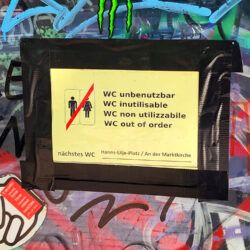 WC unbenutzbar
WC inutilisable
WC non utilizzabile
WC out of order
nächstes WC Hanns-Lilje-Platz / An der Marktkirche